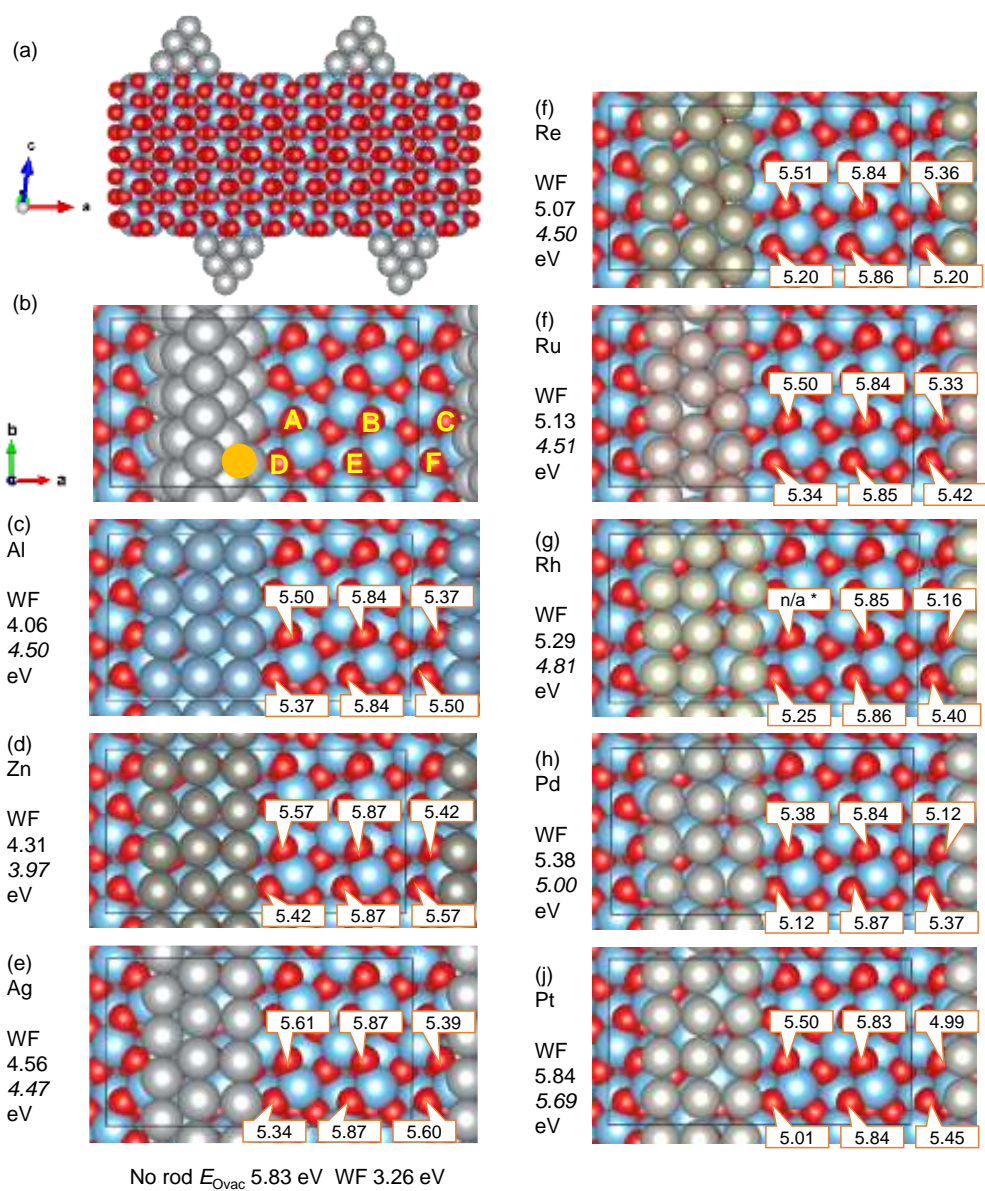 (a)
c
a
(b)
b
a
A
B
C
D
E
F
(c)
Al
WF
4.06
4.50
eV
5.50
5.84
5.37
5.37
5.84
5.50
(d)
Zn
WF
4.31
3.97
eV
5.57
5.87
5.42
5.42
5.87
5.57
(e)
Ag
WF
4.56
4.47
eV
5.61
5.87
5.39
5.34
5.87
5.60
No rod EOvac 5.83 eV WF 3.26 eV
(f)
Re
WF
5.07
4.50
eV
5.51
5.84
5.36
5.20
5.86
5.20
(f)
Ru
WF
5.13
4.51
eV
5.50
5.84
5.33
5.34
5.85
5.42
(g)
Rh
WF
5.29
4.81
eV
n/a *
5.85
5.16
5.25
5.86
5.40
(h)
Pd
WF
5.38
5.00
eV
5.38
5.84
5.12
5.12
5.87
5.37
(j)
Pt
WF
5.84
5.69
eV
5.50
5.83
4.99
5.01
5.84
5.45